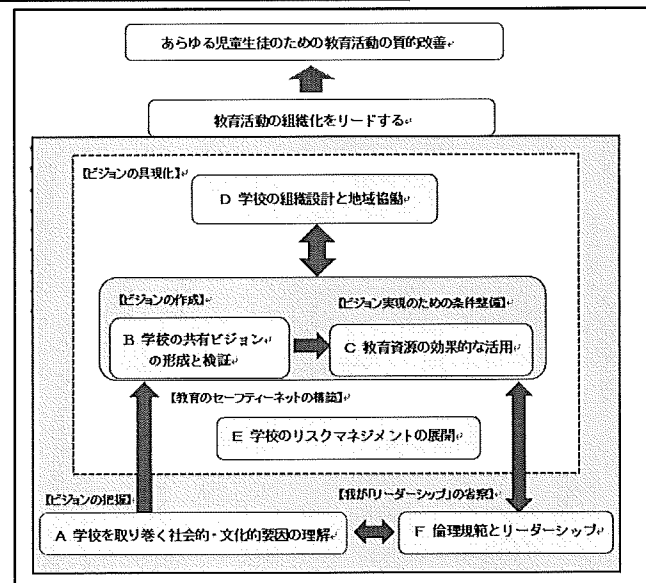 あらゆる児童生徒のための教育活動の質的改善
教育活動の組織化をリードする
【ビジョンの具現化】
D 学校の組織設計と地域協働
【ビジョンの作成】
【ビジョン実現のための条件整備】
B 学校の共有ビジョン
の形成と検証
C 教育資源の効果的な活用
【教育のセーフティーネットの構築】
E 学校のリスクマネジメントの展開
【ビジョンの把握】
【我が「リーダーシップ」の省察】
A 学校を取り巻く社会的・文化的要因の理解
F 倫理規範とリーダーシップ